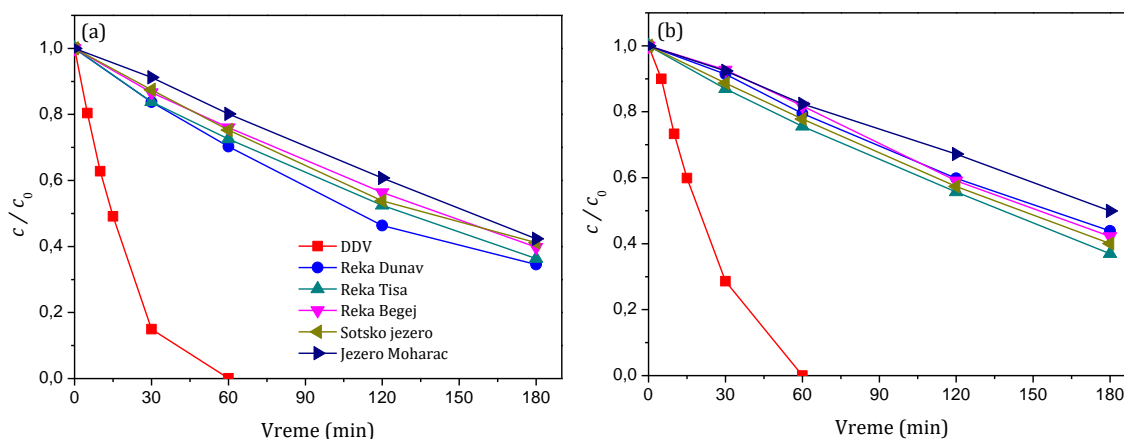 (a)
1,0
0,8
0,6
0,4
0,2
0,0
c / c0
DDV
Reka Dunav
Reka Tisa
Reka Begej
Sotsko jezero
Jezero Moharac
0 30 60 90 120 150 180
Vreme (min)
(b)
1,0
0,8
0,6
0,4
0,2
0,0
c / c0
0 30 60 90 120 150 180
Vreme (min)